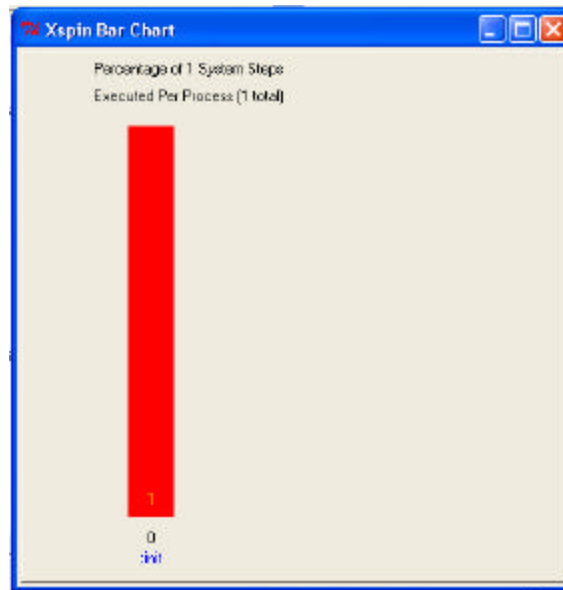 Xspin Bar Chart
Percentage of 1 System Steps
Executed Per Process (1 total)
1
0
:init: